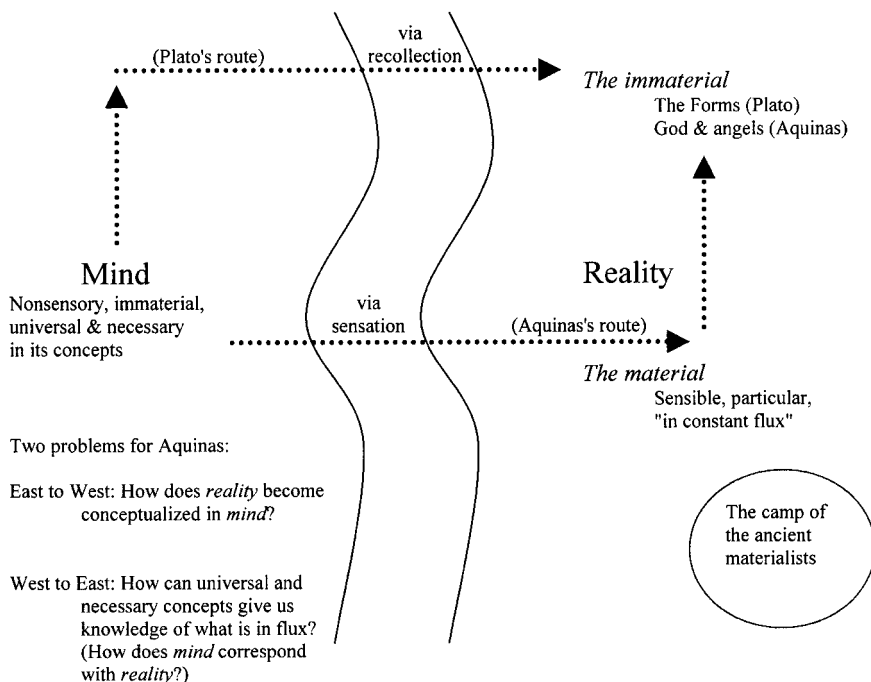 (Plato's route)
via
recollection
The immaterial
The Forms (Plato)
God & angels (Aquinas)
Mind
Nonsensory, immaterial,
universal & necessary
in its concepts
via
sensation
(Aquinas's route)
Reality
The material
Sensible, particular,
"in constant flux"
Two problems for Aquinas:
East to West: How does reality become
conceptualized in mind?
West to East: How can universal and
necessary concepts give us
knowledge of what is in flux?
(How does mind correspond
with reality?)
The camp of
the ancient
materialists